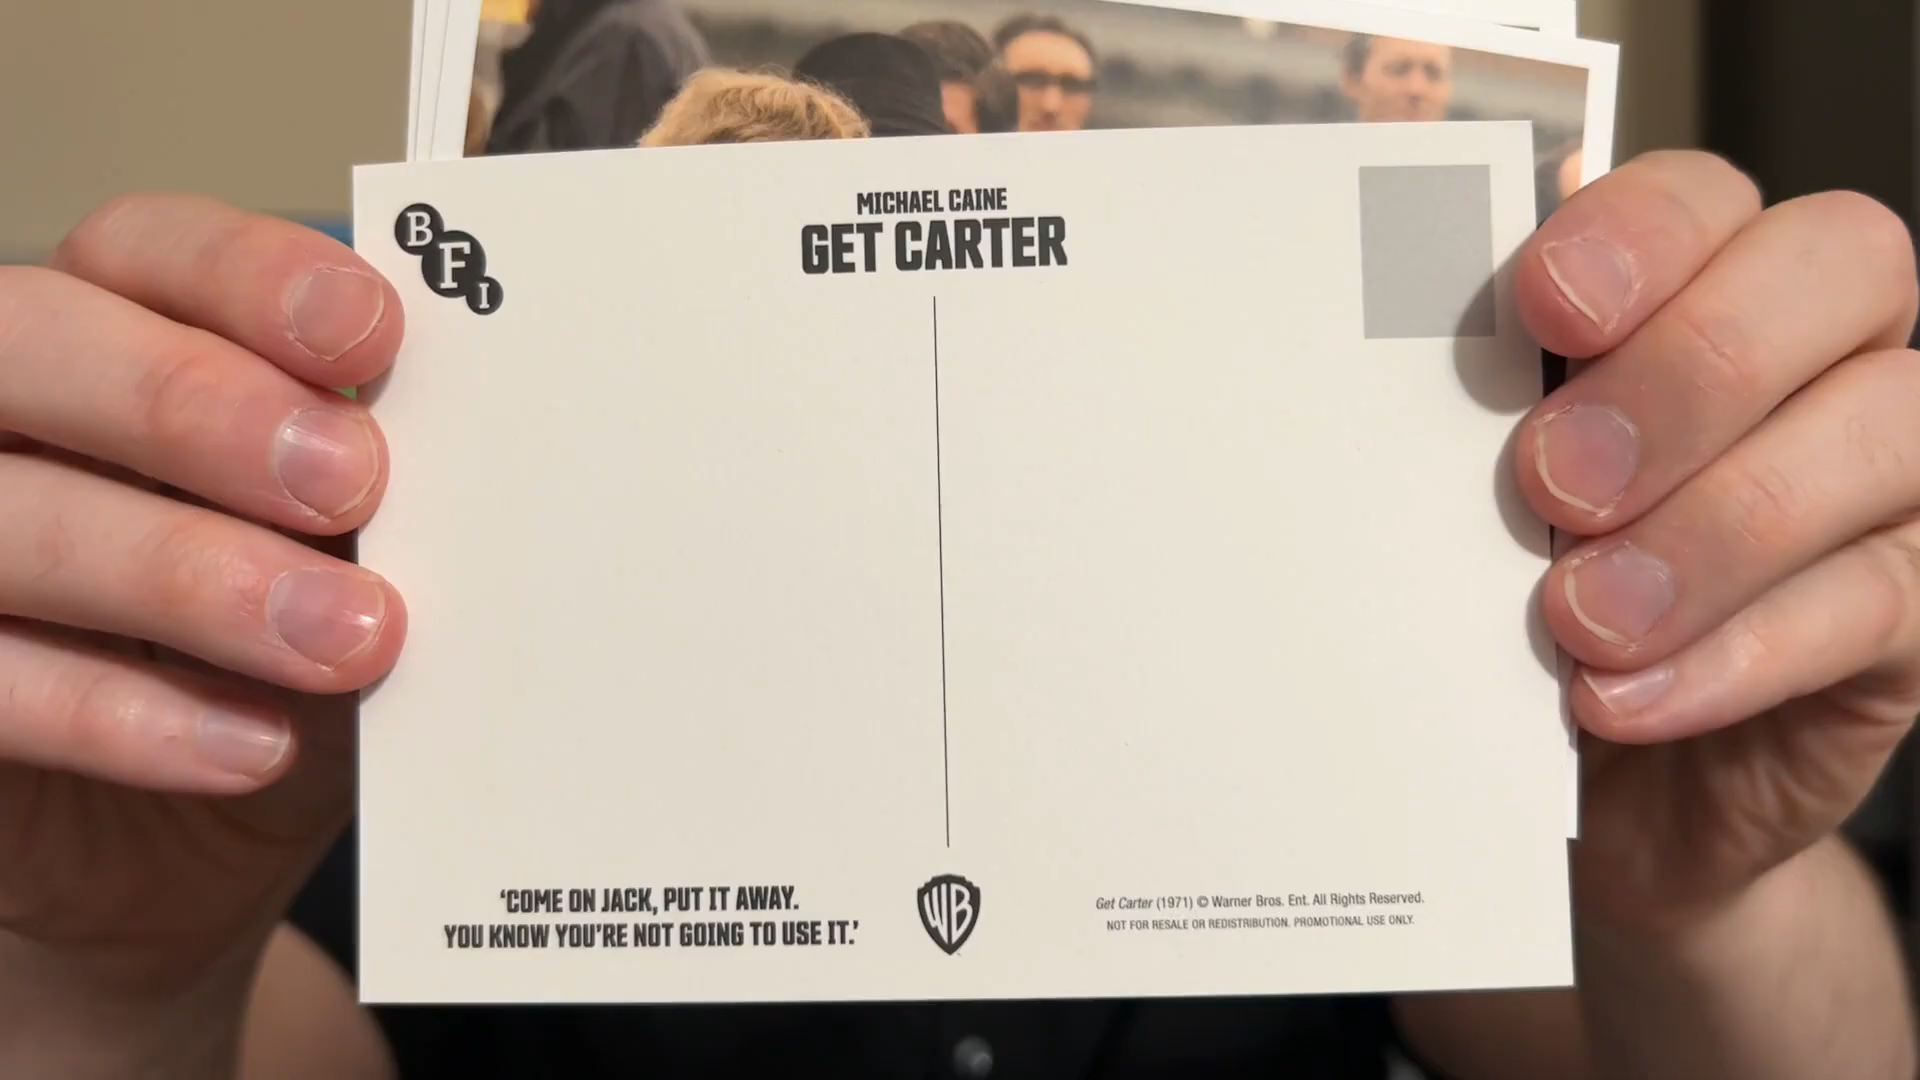 BFI
MICHAEL CAINE
GET CARTER
‘COME ON JACK, PUT IT AWAY.
YOU KNOW YOU’RE NOT GOING TO USE IT.’
WB
Get Carter (1971) © Warner Bros. Ent. All Rights Reserved.
NOT FOR RESALE OR REDISTRIBUTION. PROMOTIONAL USE ONLY.